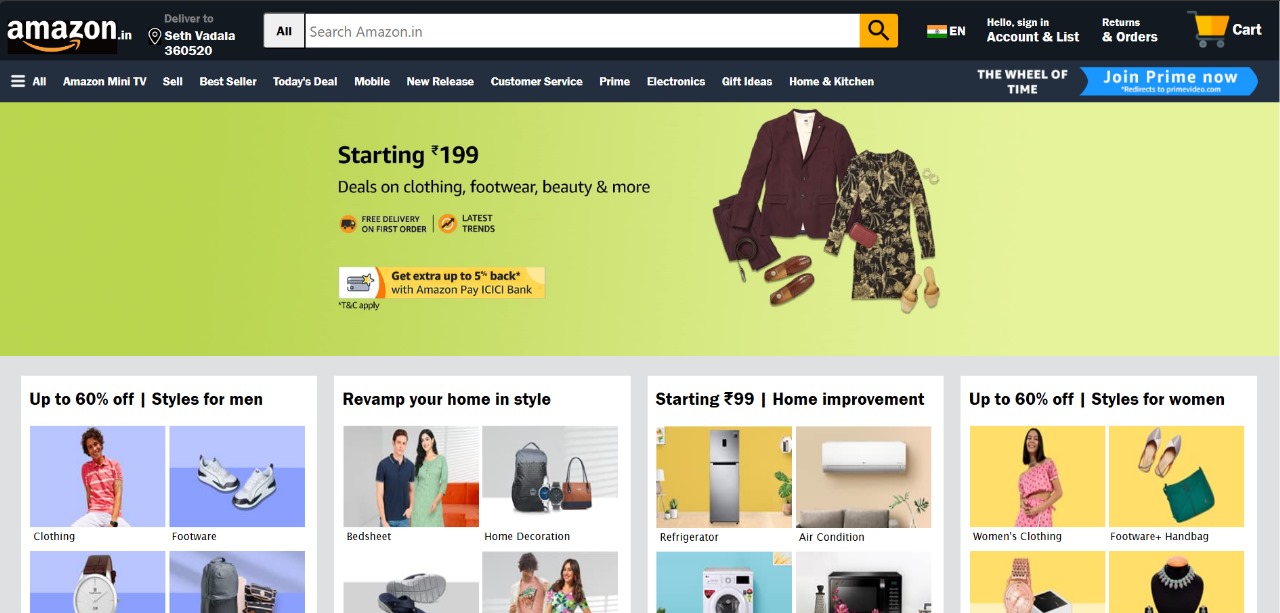 amazon.in
Deliver to
Seth Vadala
360520
All
Search Amazon.in
EN
Hello, sign in
Account & List
Returns
& Orders
Cart
All
Amazon Mini TV
Sell
Best Seller
Today's Deal
Mobile
New Release
Customer Service
Prime
Electronics
Gift Ideas
Home & Kitchen
THE WHEEL OF
TIME
Join Prime now
*Redirects to primevideo.com
Starting ₹199
Deals on clothing, footwear, beauty & more
FREE DELIVERY
ON FIRST ORDER
LATEST
TRENDS
Get extra up to 5% back*
with Amazon Pay ICICI Bank
*T&C apply
Up to 60% off | Styles for men
Clothing
Footware
Revamp your home in style
Bedsheet
Home Decoration
Starting ₹99 | Home improvement
Refrigerator
Air Condition
Up to 60% off | Styles for women
Women's Clothing
Footware+ Handbag